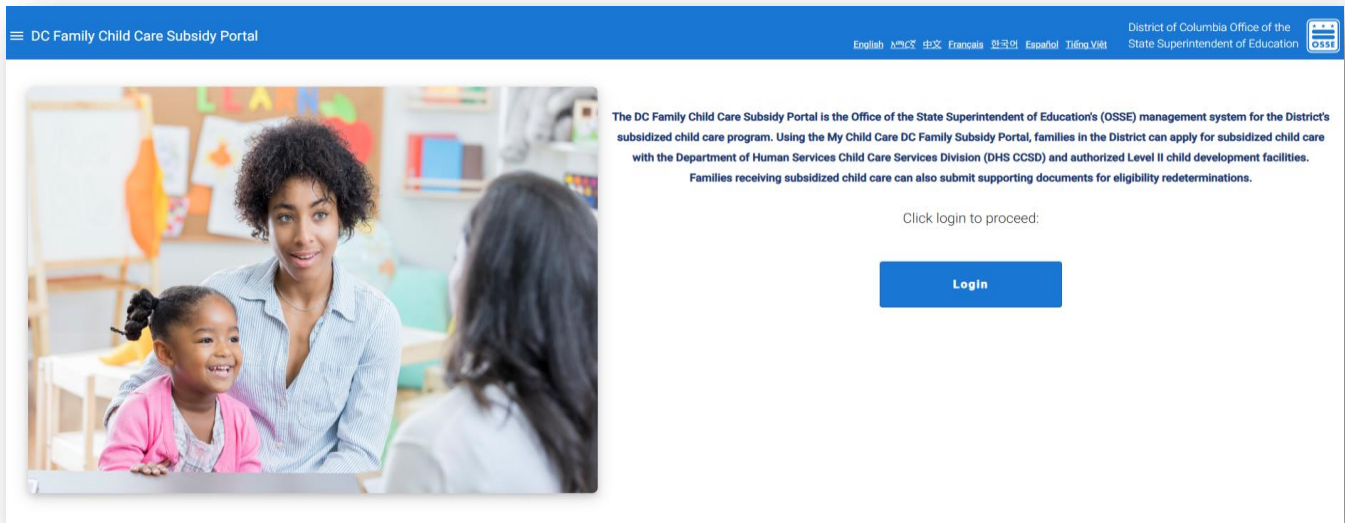 DC Family Child Care Subsidy Portal
English አማርኛ 中文 Français 한국어 Español Tiếng Việt
District of Columbia Office of the
State Superintendent of Education
OSSE
LEARN
The DC Family Child Care Subsidy Portal is the Office of the State Superintendent of Education's (OSSE) management system for the District's
subsidized child care program. Using the My Child Care DC Family Subsidy Portal, families in the District can apply for subsidized child care
with the Department of Human Services Child Care Services Division (DHS CCSD) and authorized Level II child development facilities.
Families receiving subsidized child care can also submit supporting documents for eligibility redeterminations.
Click login to proceed:
Login